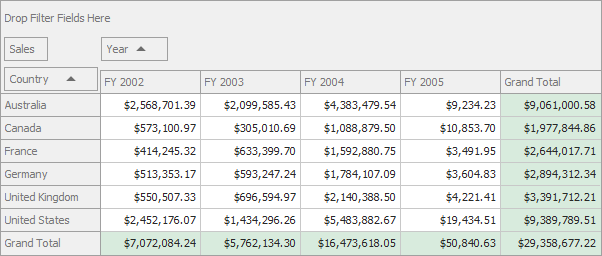 Drop Filter Fields Here
Sales Year
Country FY 2002 FY 2003 FY 2004 FY 2005 Grand Total
Australia $2,568,701.39 $2,099,585.43 $4,383,479.54 $9,234.23 $9,061,000.58
Canada $573,100.97 $305,010.69 $1,088,879.50 $10,853.70 $1,977,844.86
France $414,245.32 $633,399.70 $1,592,880.75 $3,491.95 $2,644,017.71
Germany $513,353.17 $593,247.24 $1,784,107.09 $3,604.83 $2,894,312.34
United Kingdom $550,507.33 $696,594.97 $2,140,388.50 $4,221.41 $3,391,712.21
United States $2,452,176.07 $1,434,296.26 $5,483,882.67 $19,434.51 $9,389,789.51
Grand Total $7,072,084.24 $5,762,134.30 $16,473,618.05 $50,840.63 $29,358,677.22